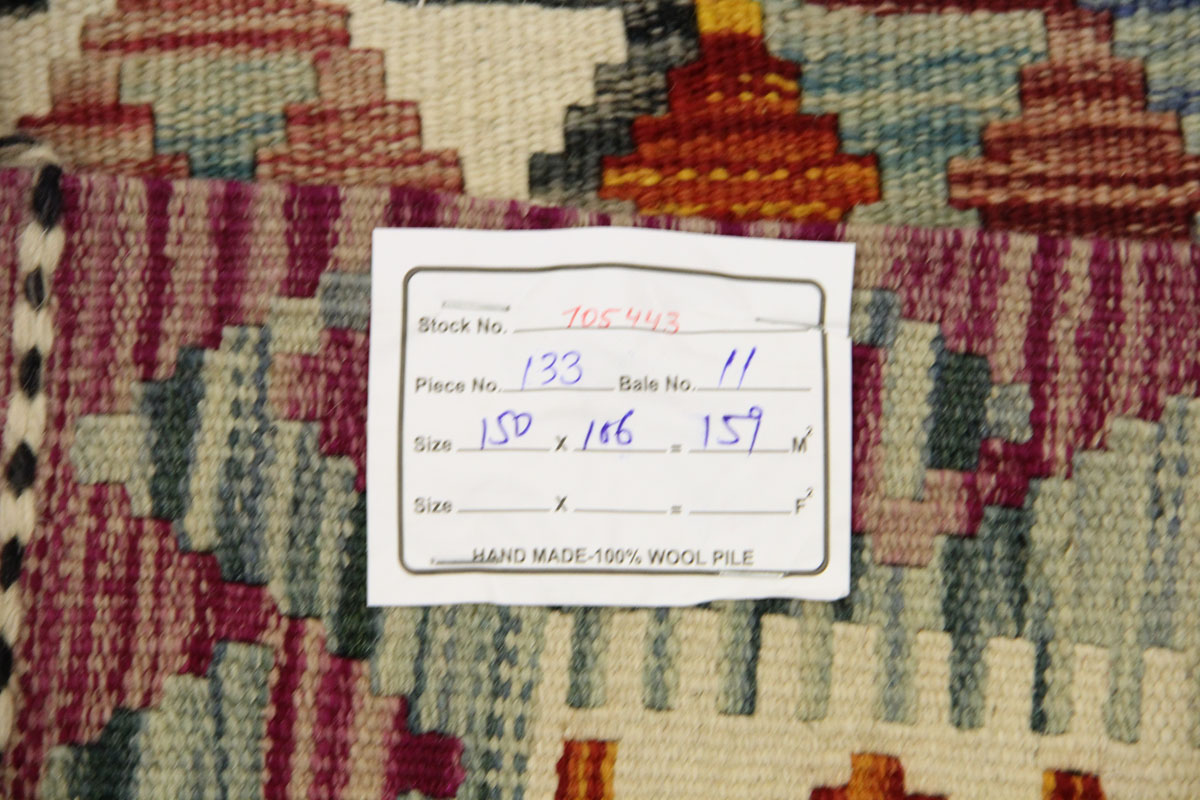 Stock No. 105443
Piece No. 133 Bale No. 11
Size 150 X 106 = 159 M²
Size X = F²
HAND MADE-100% WOOL PILE